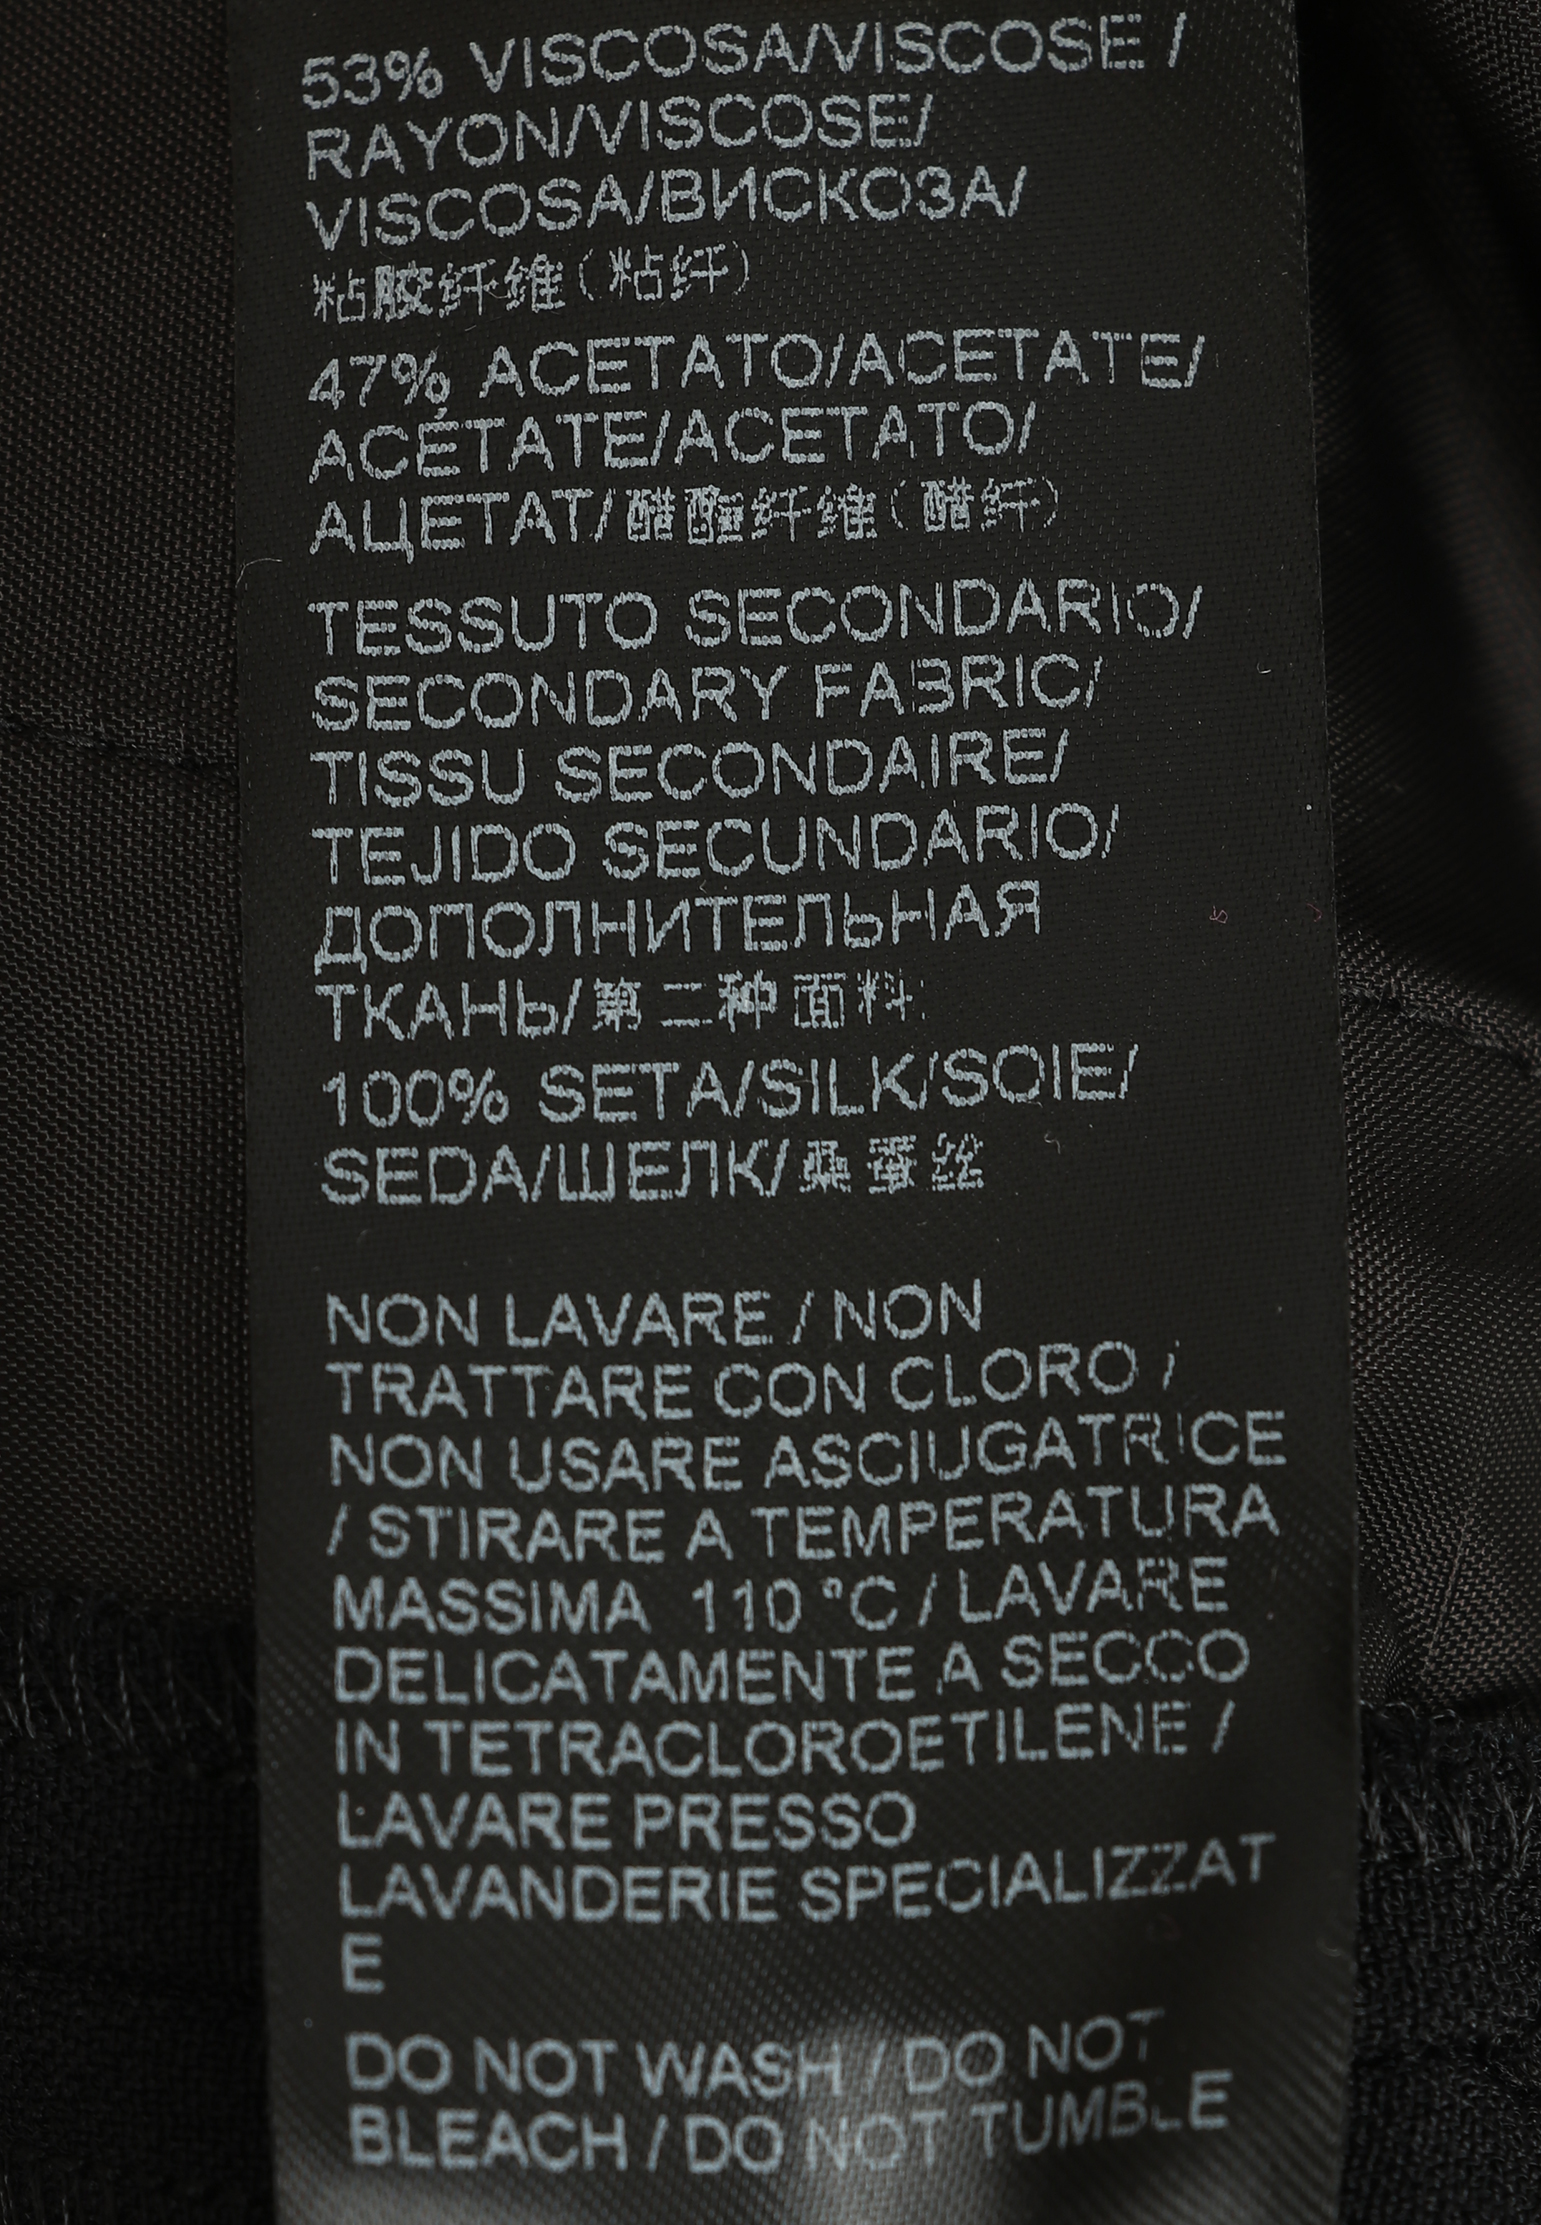 53% VISCOSA/VISCOSE /
RAYON/VISCOSE/
VISCOSA/ВИСКОЗА/
粘胶纤维(粘纤)
47% ACETATO/ACETATE/
ACÉTATE/ACETATO/
АЦЕТАТ/醋酯纤维(醋纤)
TESSUTO SECONDARIO/
SECONDARY FABRIC/
TISSU SECONDAIRE/
TEJIDO SECUNDARIO/
ДОПОЛНИТЕЛЬНАЯ
ТКАНЬ/第二种面料:
100% SETA/SILK/SOIE/
SEDA/ШЕЛК/桑蚕丝
NON LAVARE / NON
TRATTARE CON CLORO /
NON USARE ASCIUGATRICE
/ STIRARE A TEMPERATURA
MASSIMA 110 °C / LAVARE
DELICATAMENTE A SECCO
IN TETRACLOROETILENE /
LAVARE PRESSO
LAVANDERIE SPECIALIZZAT
E
DO NOT WASH / DO NOT
BLEACH / DO NOT TUMBLE